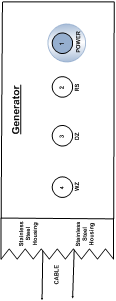 Generator
1
POWER
2
RS
3
DZ
4
WZ
Stainless
Steel
Housing
Stainless
Steel
Housing
CABLE